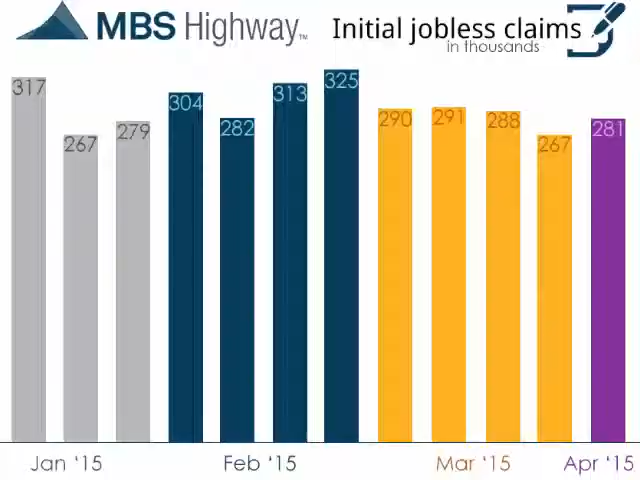 MBS Highway™
Initial jobless claims
in thousands
317
267
279
304
282
313
325
290
291
288
267
281
Jan ‘15
Feb ‘15
Mar ‘15
Apr ‘15